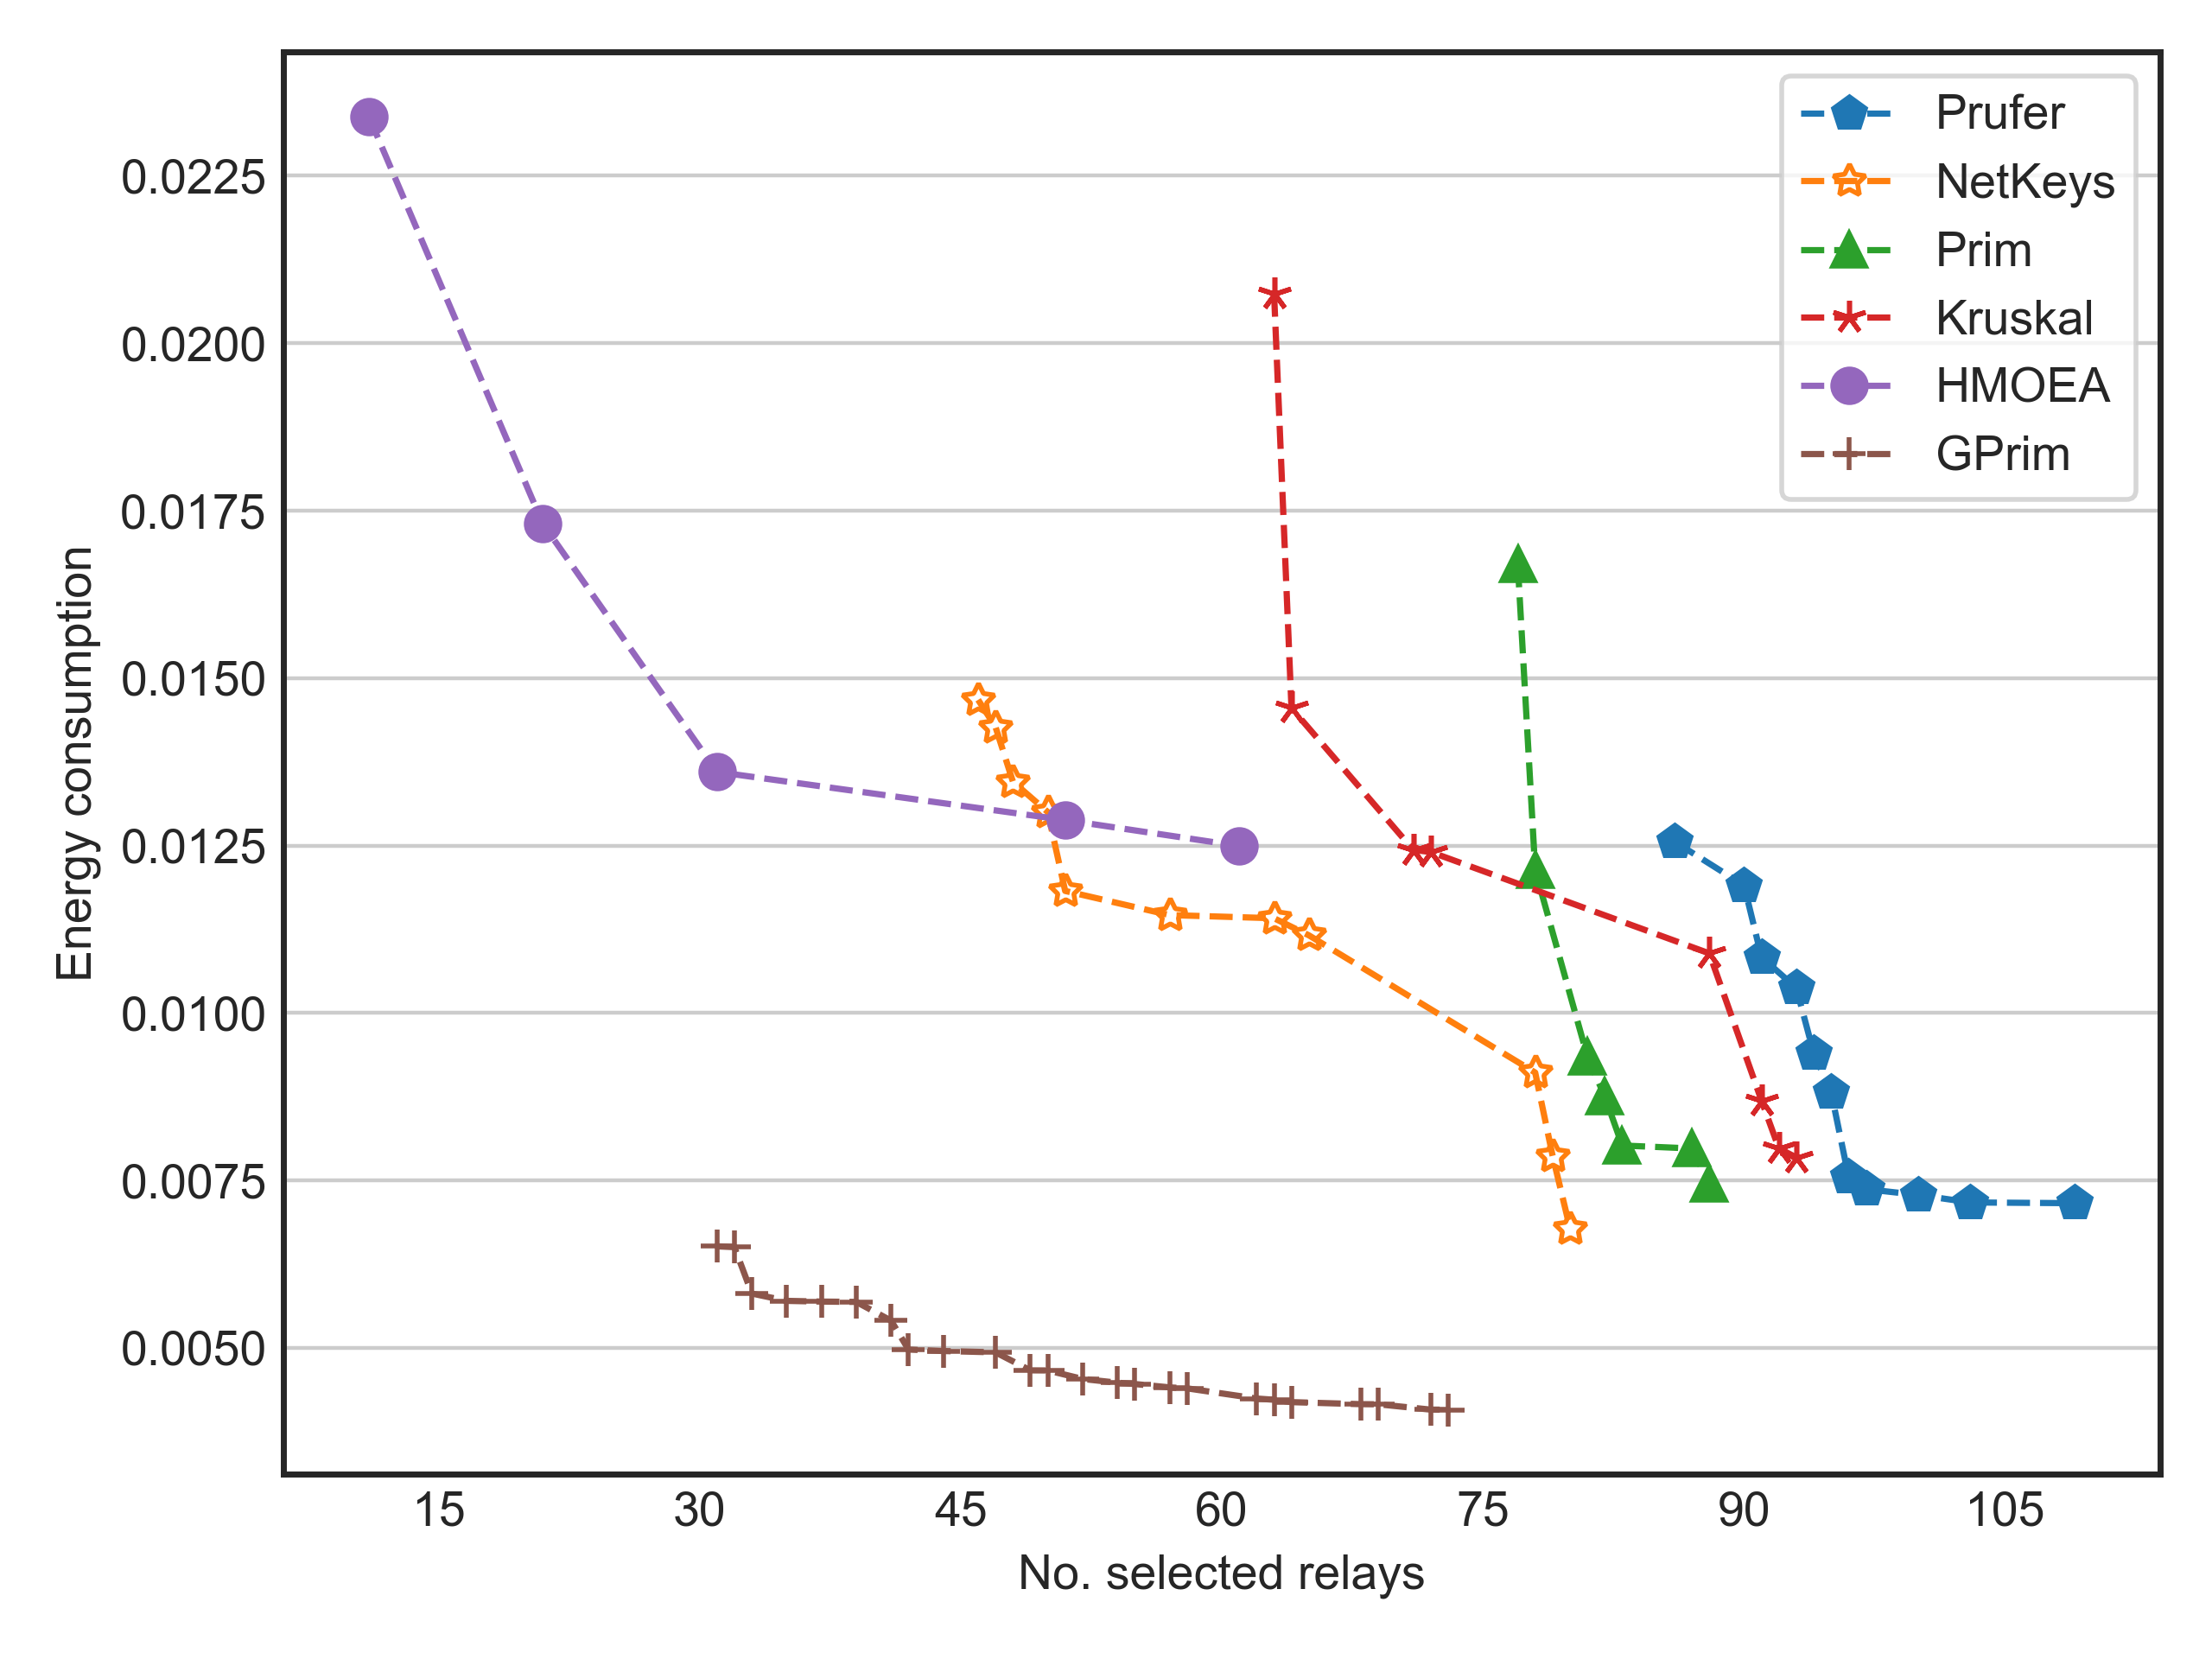 Prufer
NetKeys
Prim
Kruskal
HMOEA
GPrim
0.0225
0.0200
0.0175
0.0150
0.0125
0.0100
0.0075
0.0050
Energy consumption
15 30 45 60 75 90 105
No. selected relays